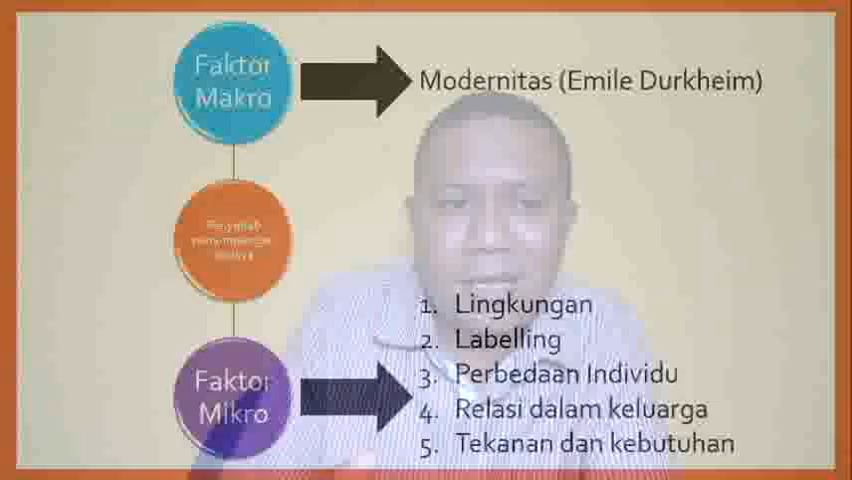 Faktor
Makro
Modernitas (Emile Durkheim)
Faktor
Mikro
1. Lingkungan
2. Labelling
3. Perbedaan Individu
4. Relasi dalam keluarga
5. Tekanan dan kebutuhan